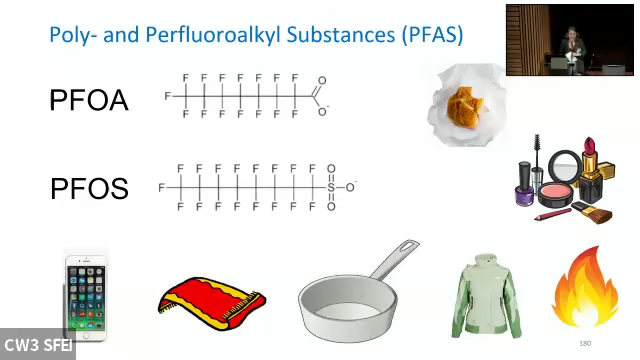 Poly- and Perfluoroalkyl Substances (PFAS)
PFOA
F F F F F F F
F
F F F F F F F
O
O-
PFOS
F F F F F F F F
F
F F F F F F F F
O
S
O-
O
CW3 SFEI
180